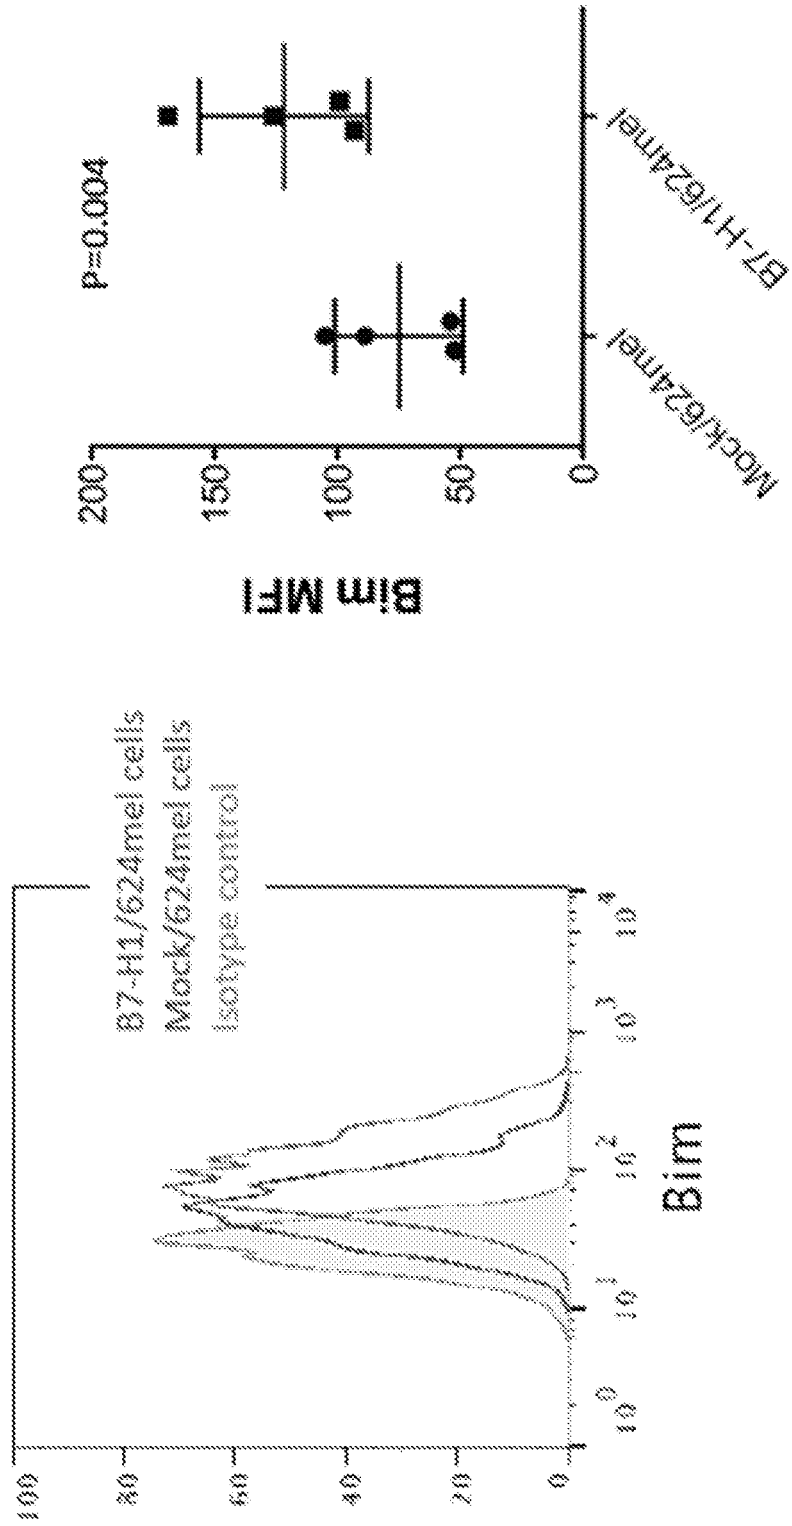 100
80
60
40
20
0
10^0
10^1
10^2
10^3
10^4
Bim
B7-H1/624mel cells
Mock/624mel cells
Isotype control
Bim MFI
200
150
100
50
0
P=0.004
Mock/624mel
B7-H1/624mel